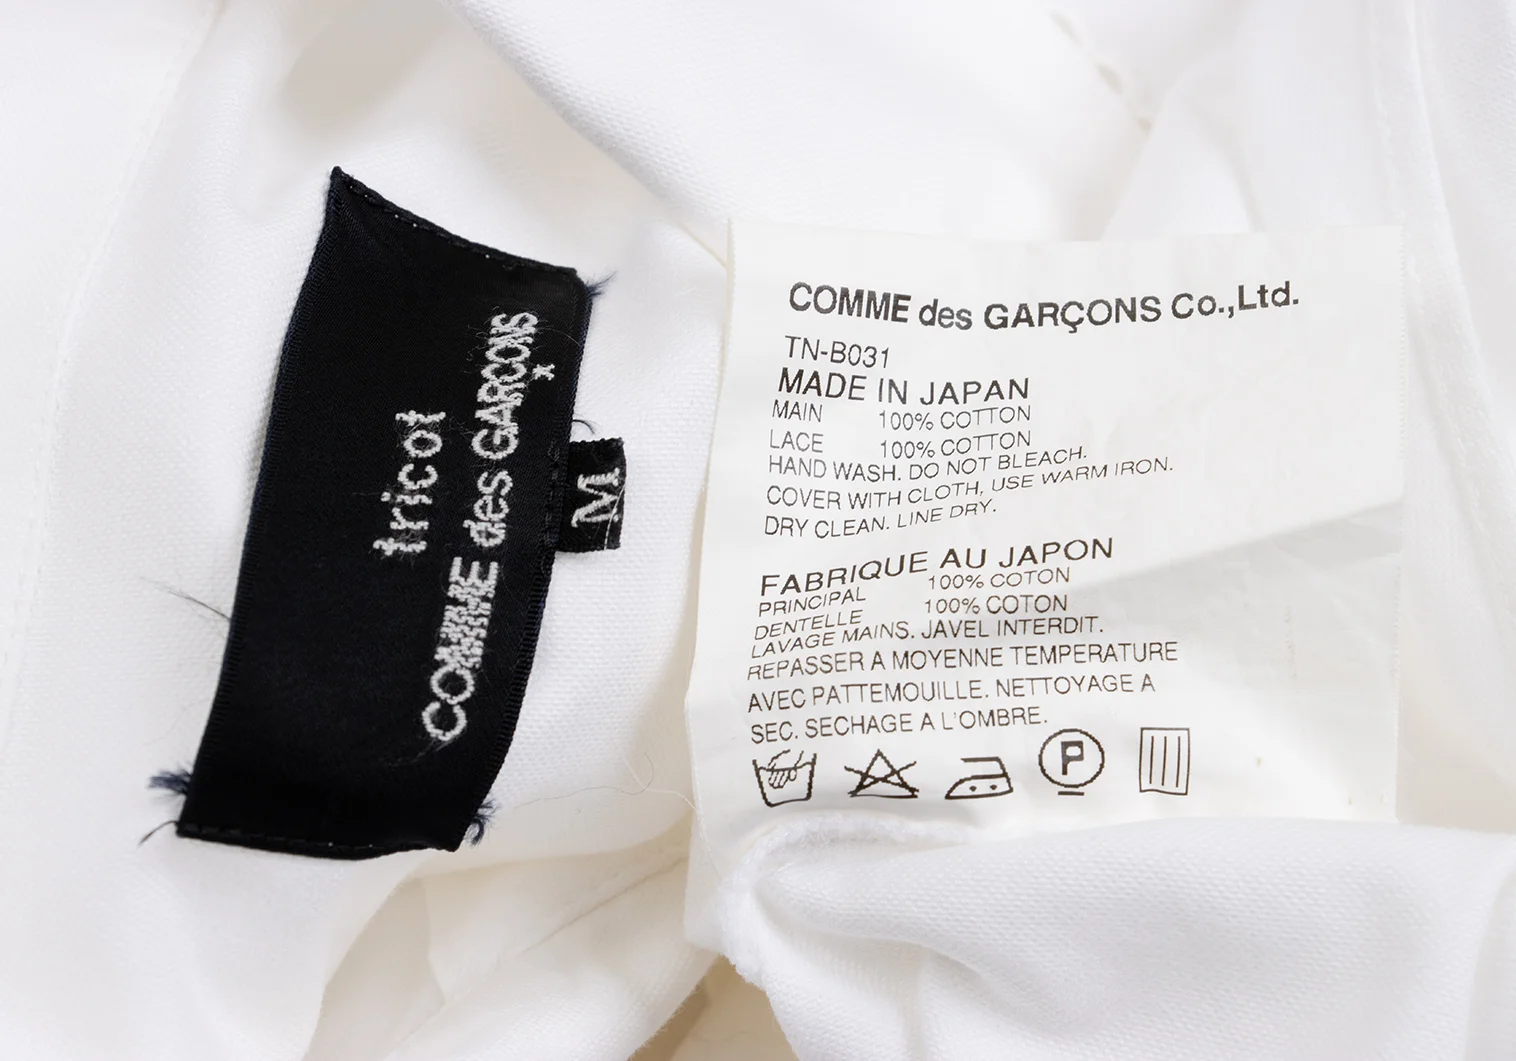 tricot
COMME des GARÇONS
M
COMME des GARÇONS Co.,Ltd.
TN-B031
MADE IN JAPAN
MAIN 100% COTTON
LACE 100% COTTON
HAND WASH. DO NOT BLEACH.
COVER WITH CLOTH, USE WARM IRON.
DRY CLEAN. LINE DRY.
FABRIQUE AU JAPON
PRINCIPAL 100% COTON
DENTELLE 100% COTON
LAVAGE MAINS. JAVEL INTERDIT.
REPASSER A MOYENNE TEMPERATURE
AVEC PATTEMOUILLE. NETTOYAGE A
SEC. SECHAGE A L'OMBRE.
P